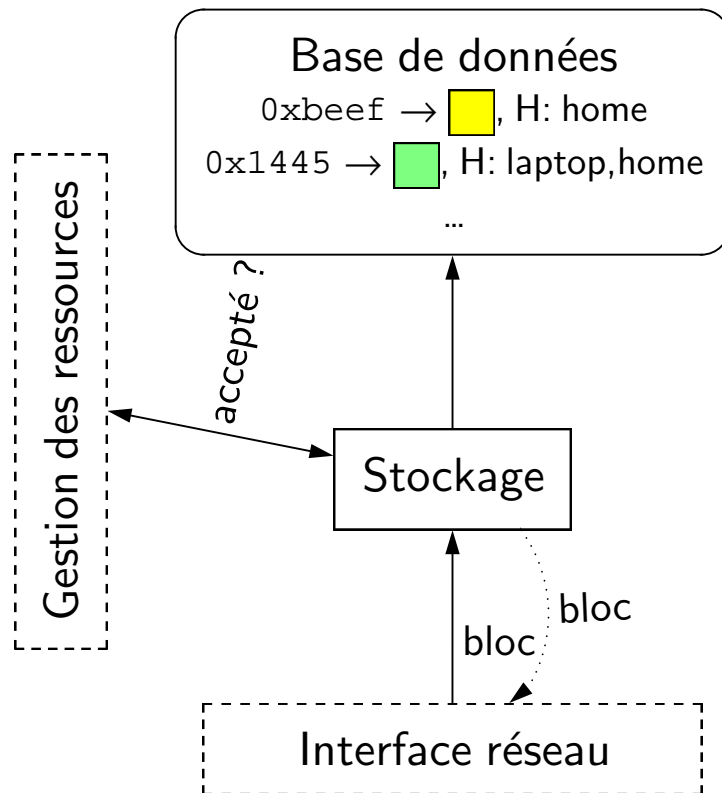 Base de données
0xbeef → , H: home
0x1445 → , H: laptop,home
...
Gestion des ressources
accepté ?
Stockage
bloc
bloc
Interface réseau